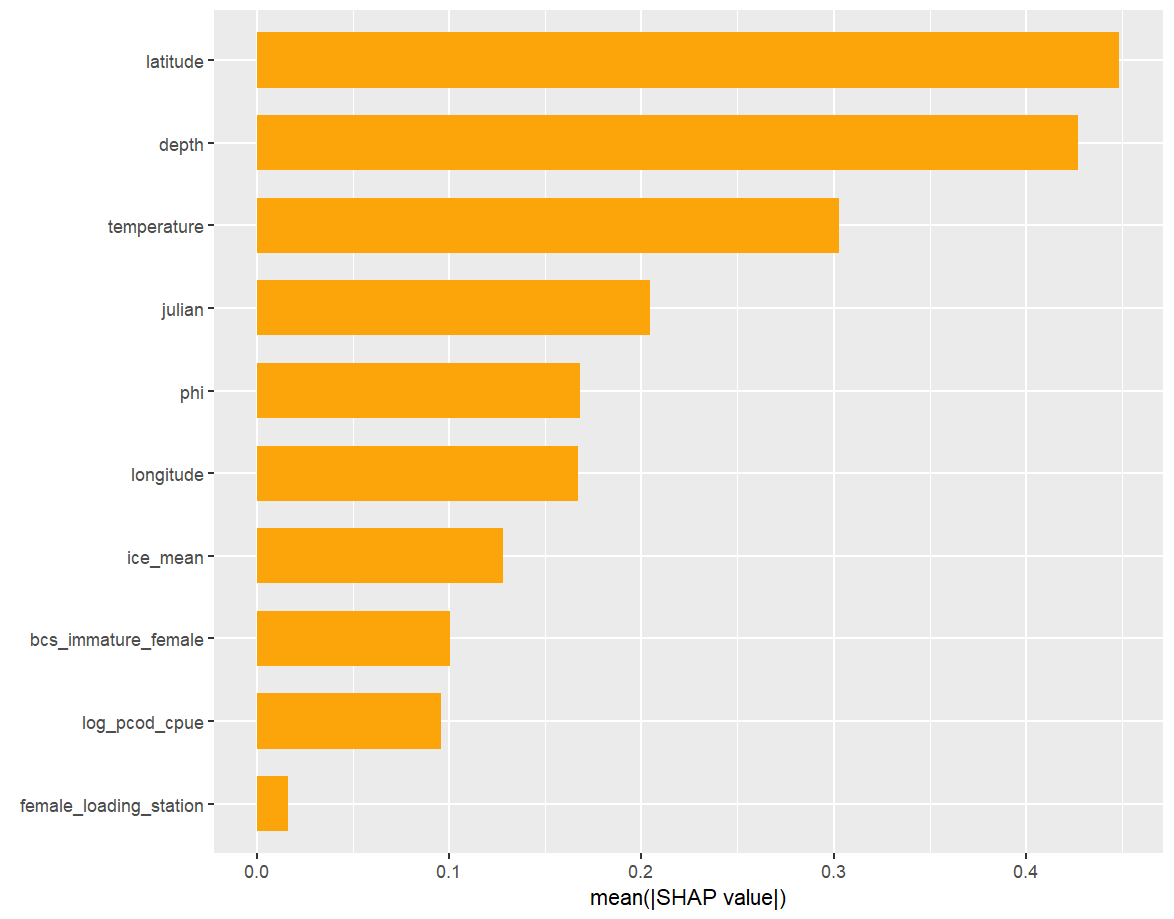 latitude
depth
temperature
julian
phi
longitude
ice_mean
bcs_immature_female
log_pcod_cpue
female_loading_station
0.0 0.1 0.2 0.3 0.4
mean(|SHAP value|)